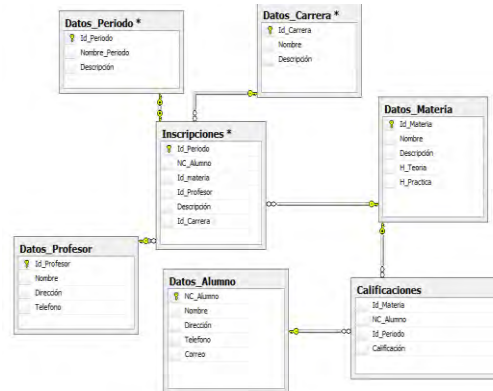 Datos_Periodo *
Id_Periodo
Nombre_Periodo
Descripción
Datos_Carrera *
Id_Carrera
Nombre
Descripción
Inscripciones *
Id_Periodo
NC_Alumno
Id_materia
Id_Profesor
Descripción
Id_Carrera
Datos_Materia
Id_Materia
Nombre
Descripción
H_Teoria
H_Practica
Datos_Profesor
Id_Profesor
Nombre
Dirección
Telefono
Datos_Alumno
NC_Alumno
Nombre
Dirección
Telefono
Correo
Calificaciones
Id_Materia
NC_Alumno
Id_Periodo
Calificación